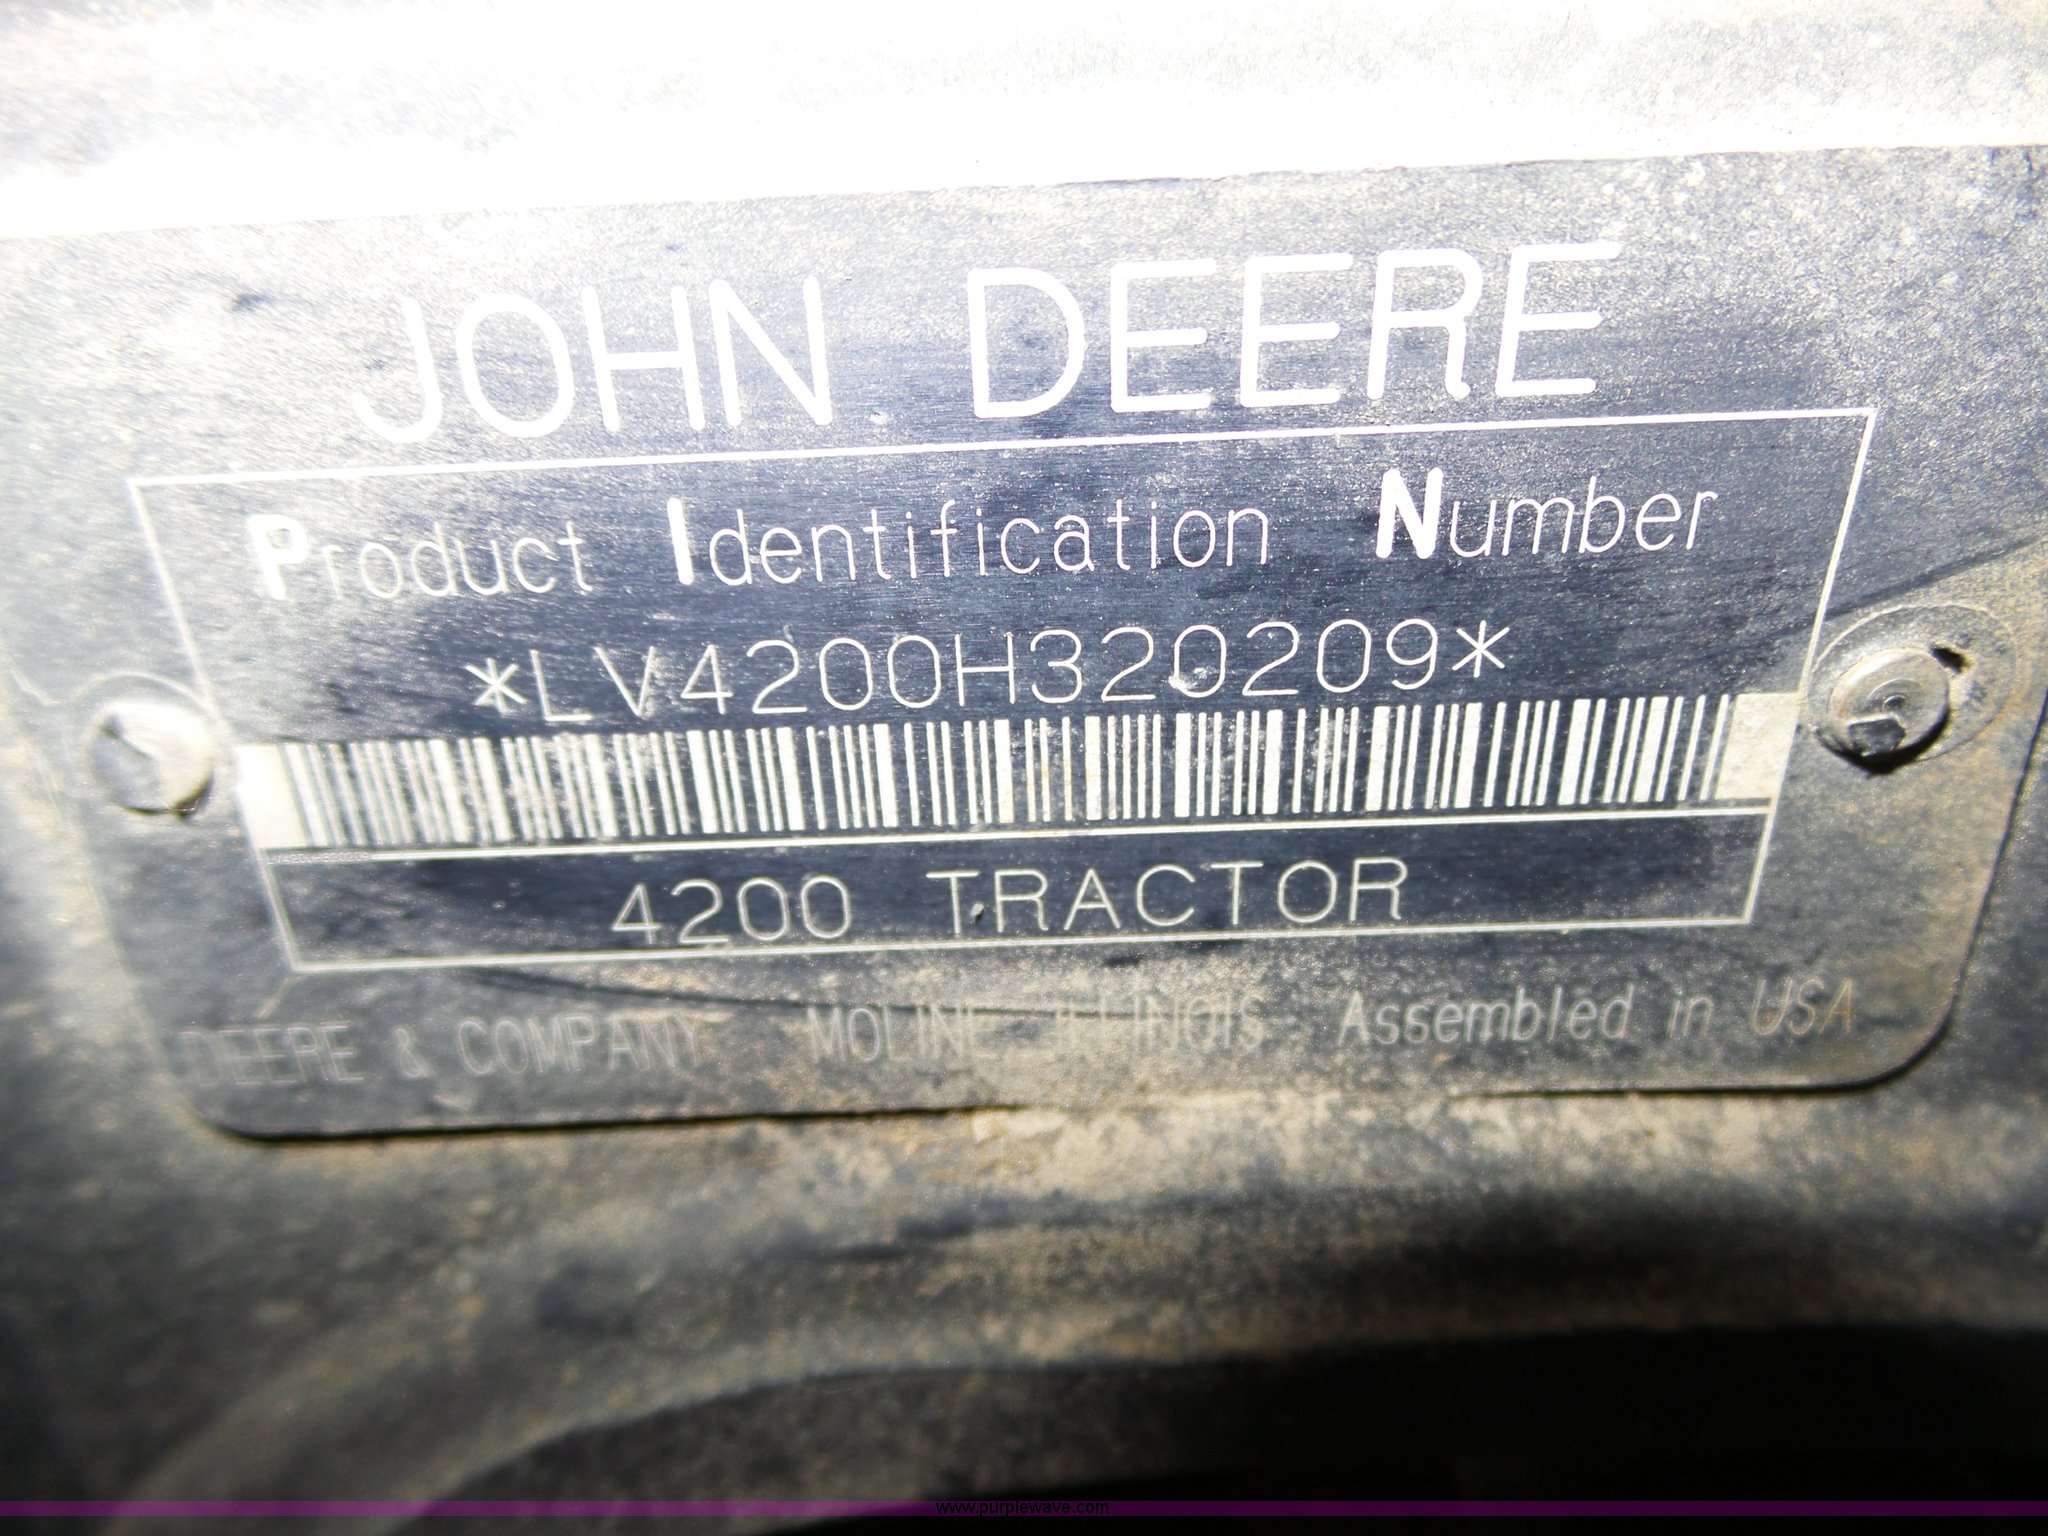 JOHN DEERE
Product Identification Number
*LV4200H320209*
4200 TRACTOR
DEERE & COMPANY MOLINE ILLINOIS Assembled in USA
www.purplewave.com